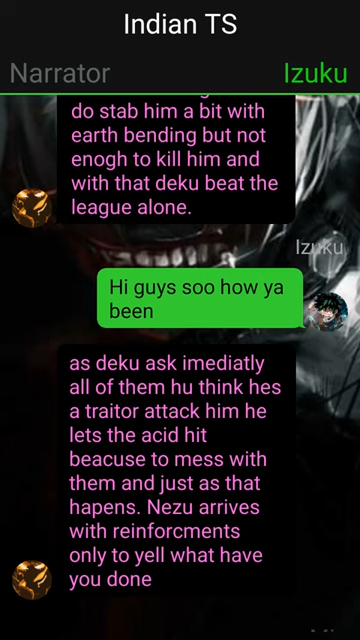 Indian TS
Narrator
Izuku
do stab him a bit with
earth bending but not
enogh to kill him and
with that deku beat the
league alone.
Izuku
Hi guys soo how ya
been
as deku ask imediatly
all of them hu think hes
a traitor attack him he
lets the acid hit
beacuse to mess with
them and just as that
hapens. Nezu arrives
with reinforcments
only to yell what have
you done